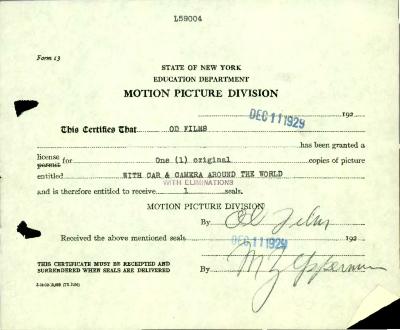 L59004
Form 13
STATE OF NEW YORK
EDUCATION DEPARTMENT
MOTION PICTURE DIVISION
DEC 11 1929 192
This Certifies That OD FILMS
has been granted a
license
permit for One (1) original copies of picture
entitled WITH CAR & CAMERA AROUND THE WORLD
WITH ELIMINATIONS
and is therefore entitled to receive 1 seals.
MOTION PICTURE DIVISION
By Od Films
Received the above mentioned seals DEC 11 1929 192
THIS CERTIFICATE MUST BE RECEIPTED AND
SURRENDERED WHEN SEALS ARE DELIVERED
By